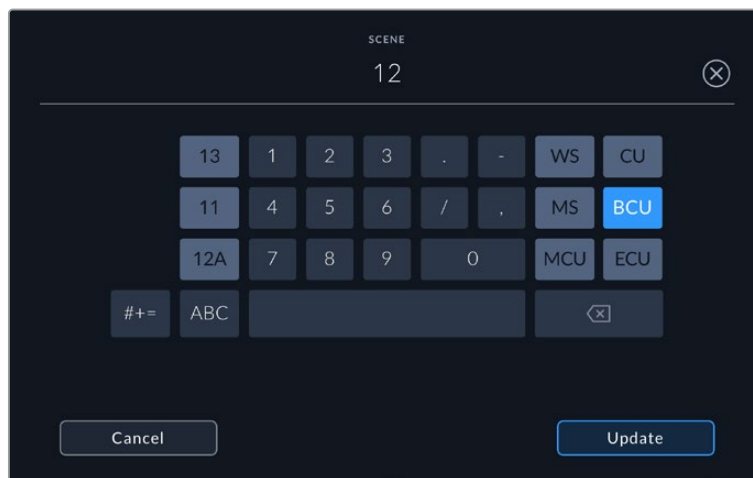 SCENE
12
13 1 2 3 . - WS CU
11 4 5 6 / , MS BCU
12A 7 8 9 0 MCU ECU
#+= ABC
Cancel Update